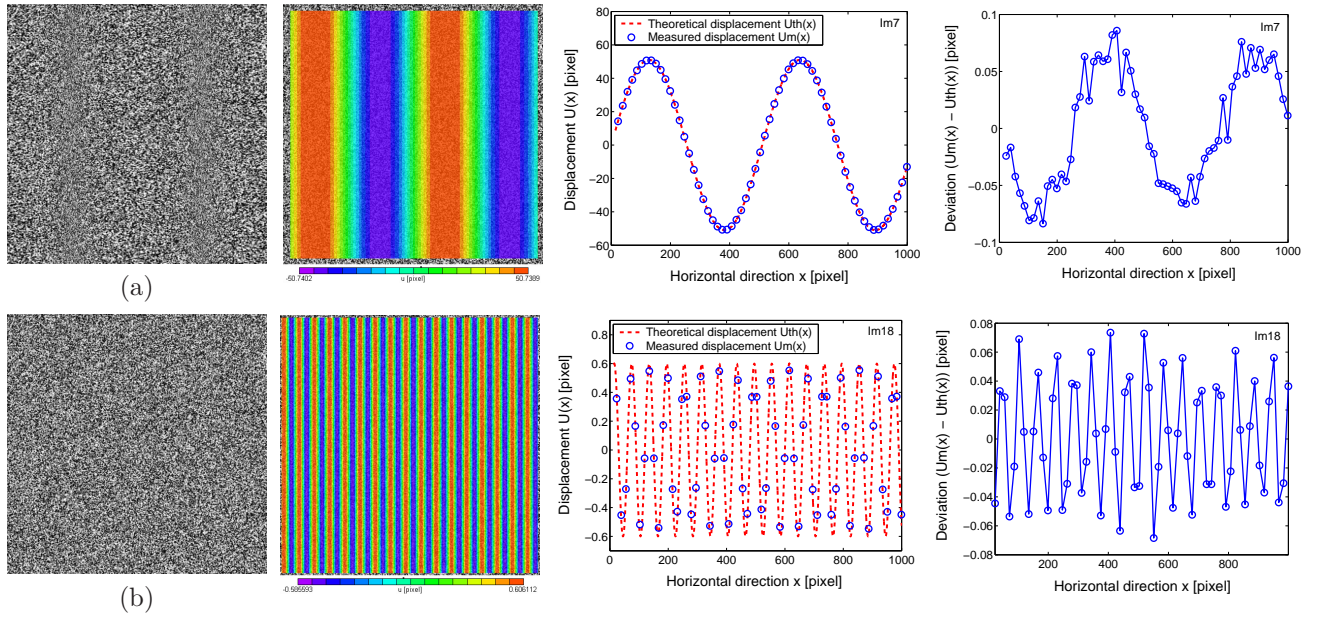 Im7
Theoretical displacement Uth(x)
Measured displacement Um(x)
Displacement U(x) [pixel]
80
60
40
20
0
−20
−40
−60
0 200 400 600 800 1000
Horizontal direction x [pixel]
Im7
Deviation (Um(x) − Uth(x)) [pixel]
0.1
0.05
0
−0.05
−0.1
0 200 400 600 800 1000
Horizontal direction x [pixel]
-50.7402 u [pixel] 50.7389
(a)
Im18
Theoretical displacement Uth(x)
Measured displacement Um(x)
Displacement U(x) [pixel]
0.8
0.6
0.4
0.2
0
−0.2
−0.4
−0.6
0 200 400 600 800 1000
Horizontal direction x [pixel]
Im18
Deviation (Um(x) − Uth(x)) [pixel]
0.08
0.06
0.04
0.02
0
−0.02
−0.04
−0.06
−0.08
200 400 600 800
Horizontal direction x [pixel]
-0.585593 u [pixel] 0.606112
(b)